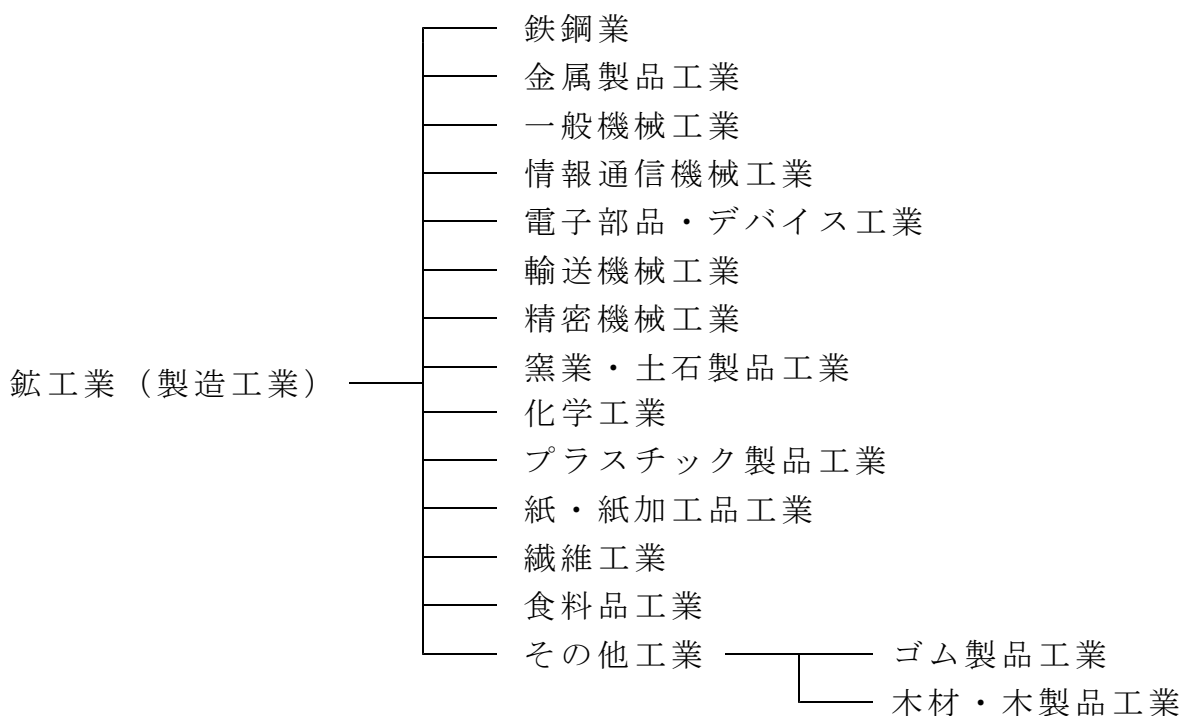 鉄鋼業
金属製品工業
一般機械工業
情報通信機械工業
電子部品・デバイス工業
輸送機械工業
精密機械工業
窯業・土石製品工業
鉱工業（製造工業）
化学工業
プラスチック製品工業
紙・紙加工品工業
繊維工業
食料品工業
その他工業
ゴム製品工業
木材・木製品工業